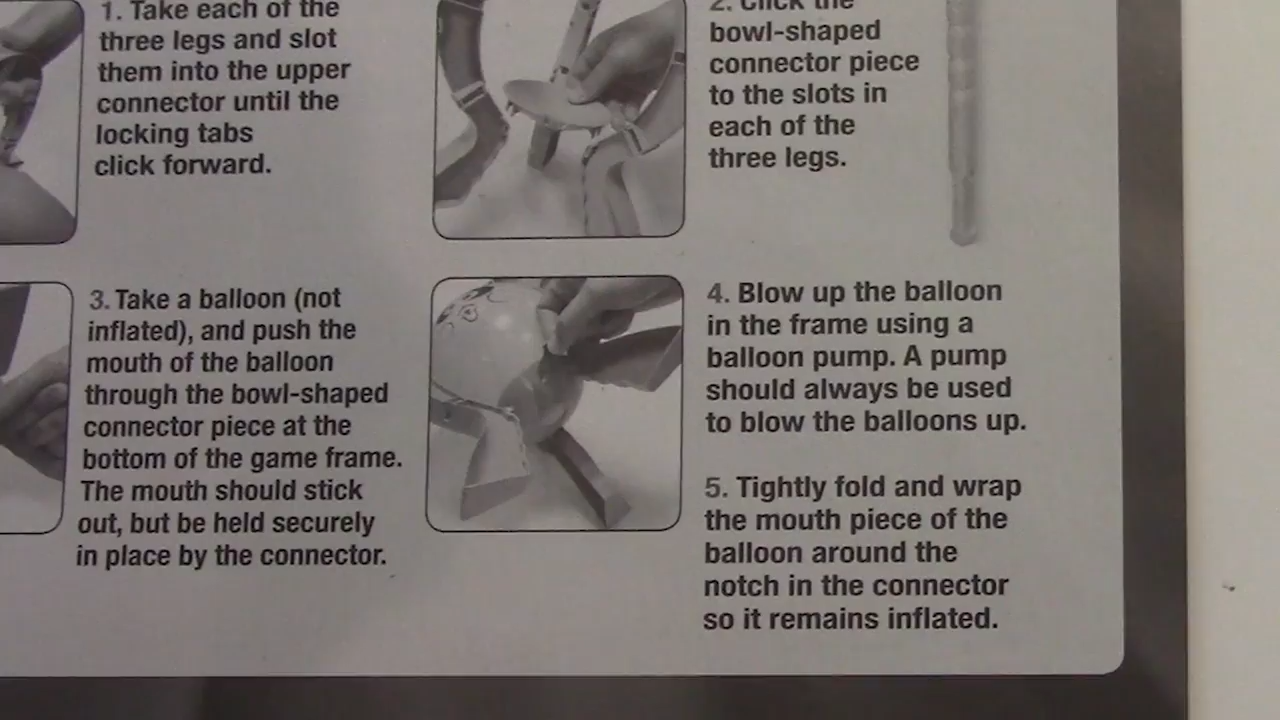 1. Take each of the
three legs and slot
them into the upper
connector until the
locking tabs
click forward.
2. Click the
bowl-shaped
connector piece
to the slots in
each of the
three legs.
3. Take a balloon (not
inflated), and push the
mouth of the balloon
through the bowl-shaped
connector piece at the
bottom of the game frame.
The mouth should stick
out, but be held securely
in place by the connector.
4. Blow up the balloon
in the frame using a
balloon pump. A pump
should always be used
to blow the balloons up.
5. Tightly fold and wrap
the mouth piece of the
balloon around the
notch in the connector
so it remains inflated.